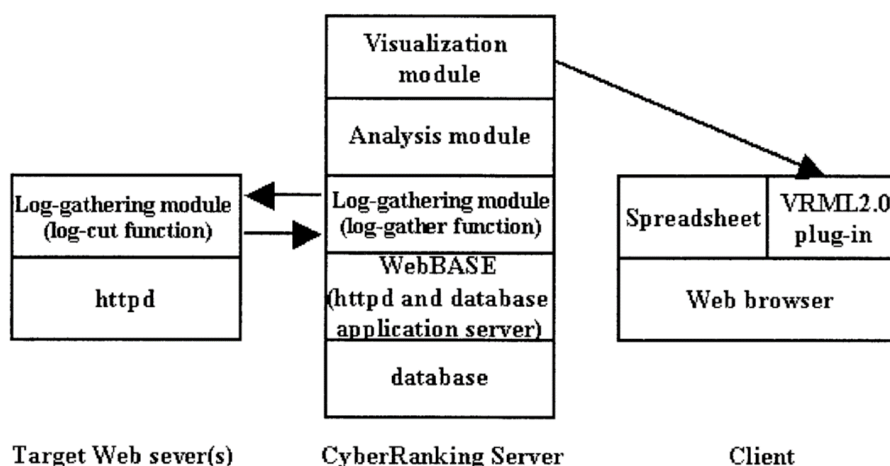 Visualization
module
Analysis module
Log-gathering module
(log-cut function)
httpd
Log-gathering module
(log-gather function)
WebBASE
(httpd and database
application server)
database
Spreadsheet
VRML2.0
plug-in
Web browser
Target Web sever(s)
CyberRanking Server
Client